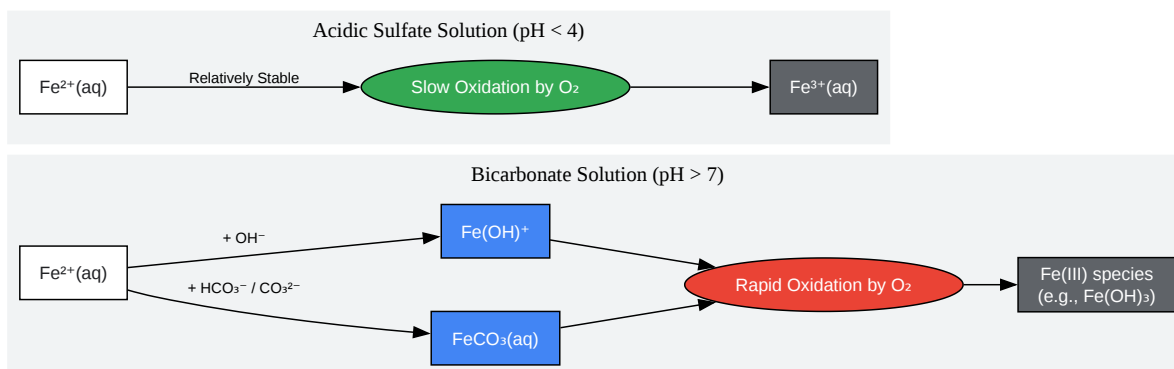 Acidic Sulfate Solution (pH < 4)
Fe²⁺(aq)
Relatively Stable
Slow Oxidation by O₂
Fe³⁺(aq)
Bicarbonate Solution (pH > 7)
Fe²⁺(aq)
+ OH⁻
+ HCO₃⁻ / CO₃²⁻
Fe(OH)⁺
FeCO₃(aq)
Rapid Oxidation by O₂
Fe(III) species
(e.g., Fe(OH)₃)